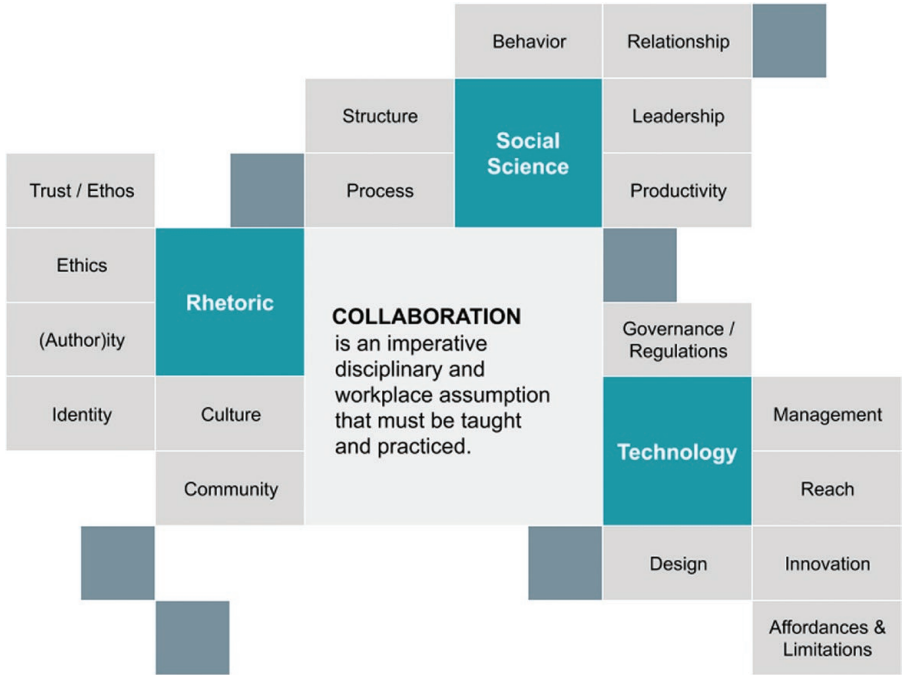 Behavior
Relationship
Structure
Social
Science
Leadership
Trust / Ethos
Process
Productivity
Ethics
Rhetoric
(Author)ity
COLLABORATION
is an imperative
disciplinary and
workplace assumption
that must be taught
and practiced.
Governance /
Regulations
Identity
Culture
Community
Technology
Management
Reach
Design
Innovation
Affordances &
Limitations